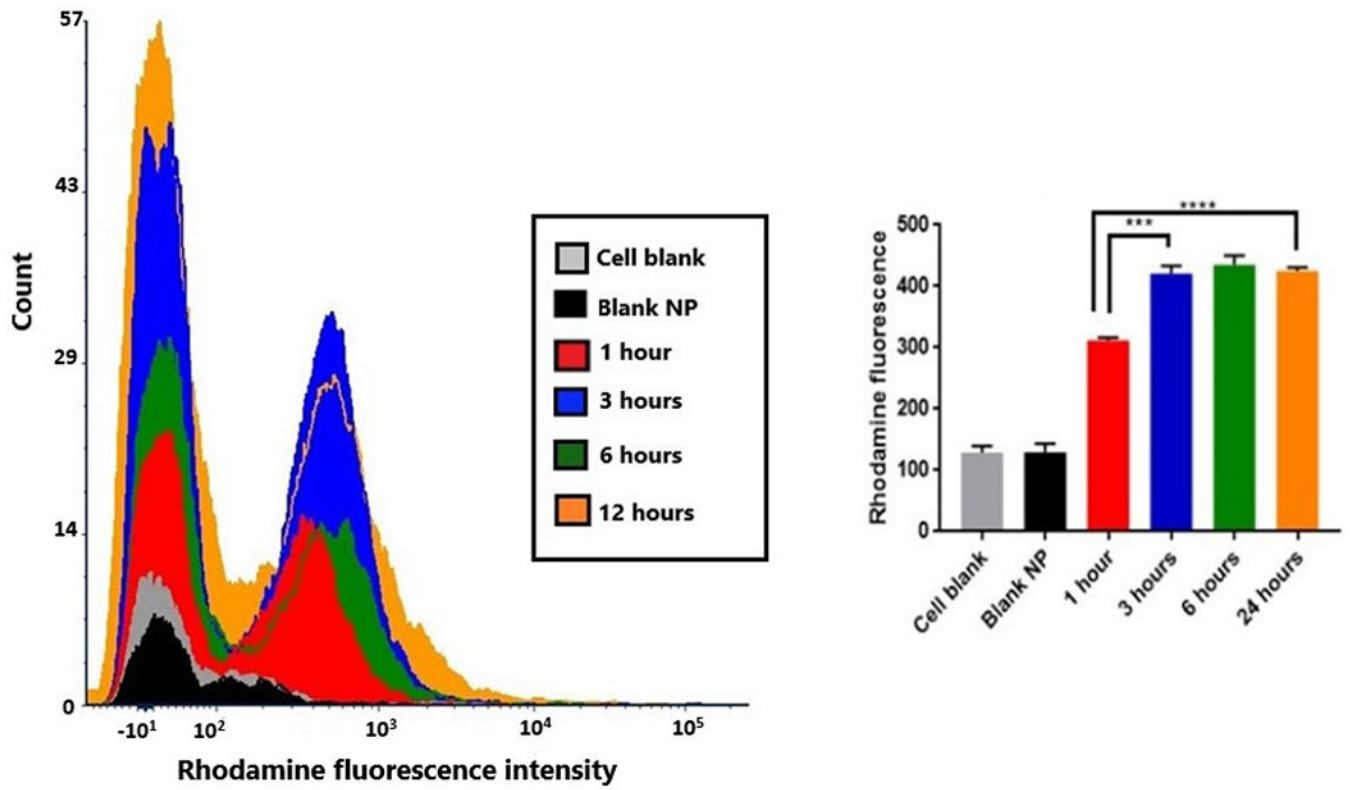 57
43
29
14
0
Count
-10¹ 10² 10³ 10⁴ 10⁵
Rhodamine fluorescence intensity
Cell blank
Blank NP
1 hour
3 hours
6 hours
12 hours
Rhodamine fluorescence
500
400
300
200
100
0
****
***
Cell blank
Blank NP
1 hour
3 hours
6 hours
24 hours